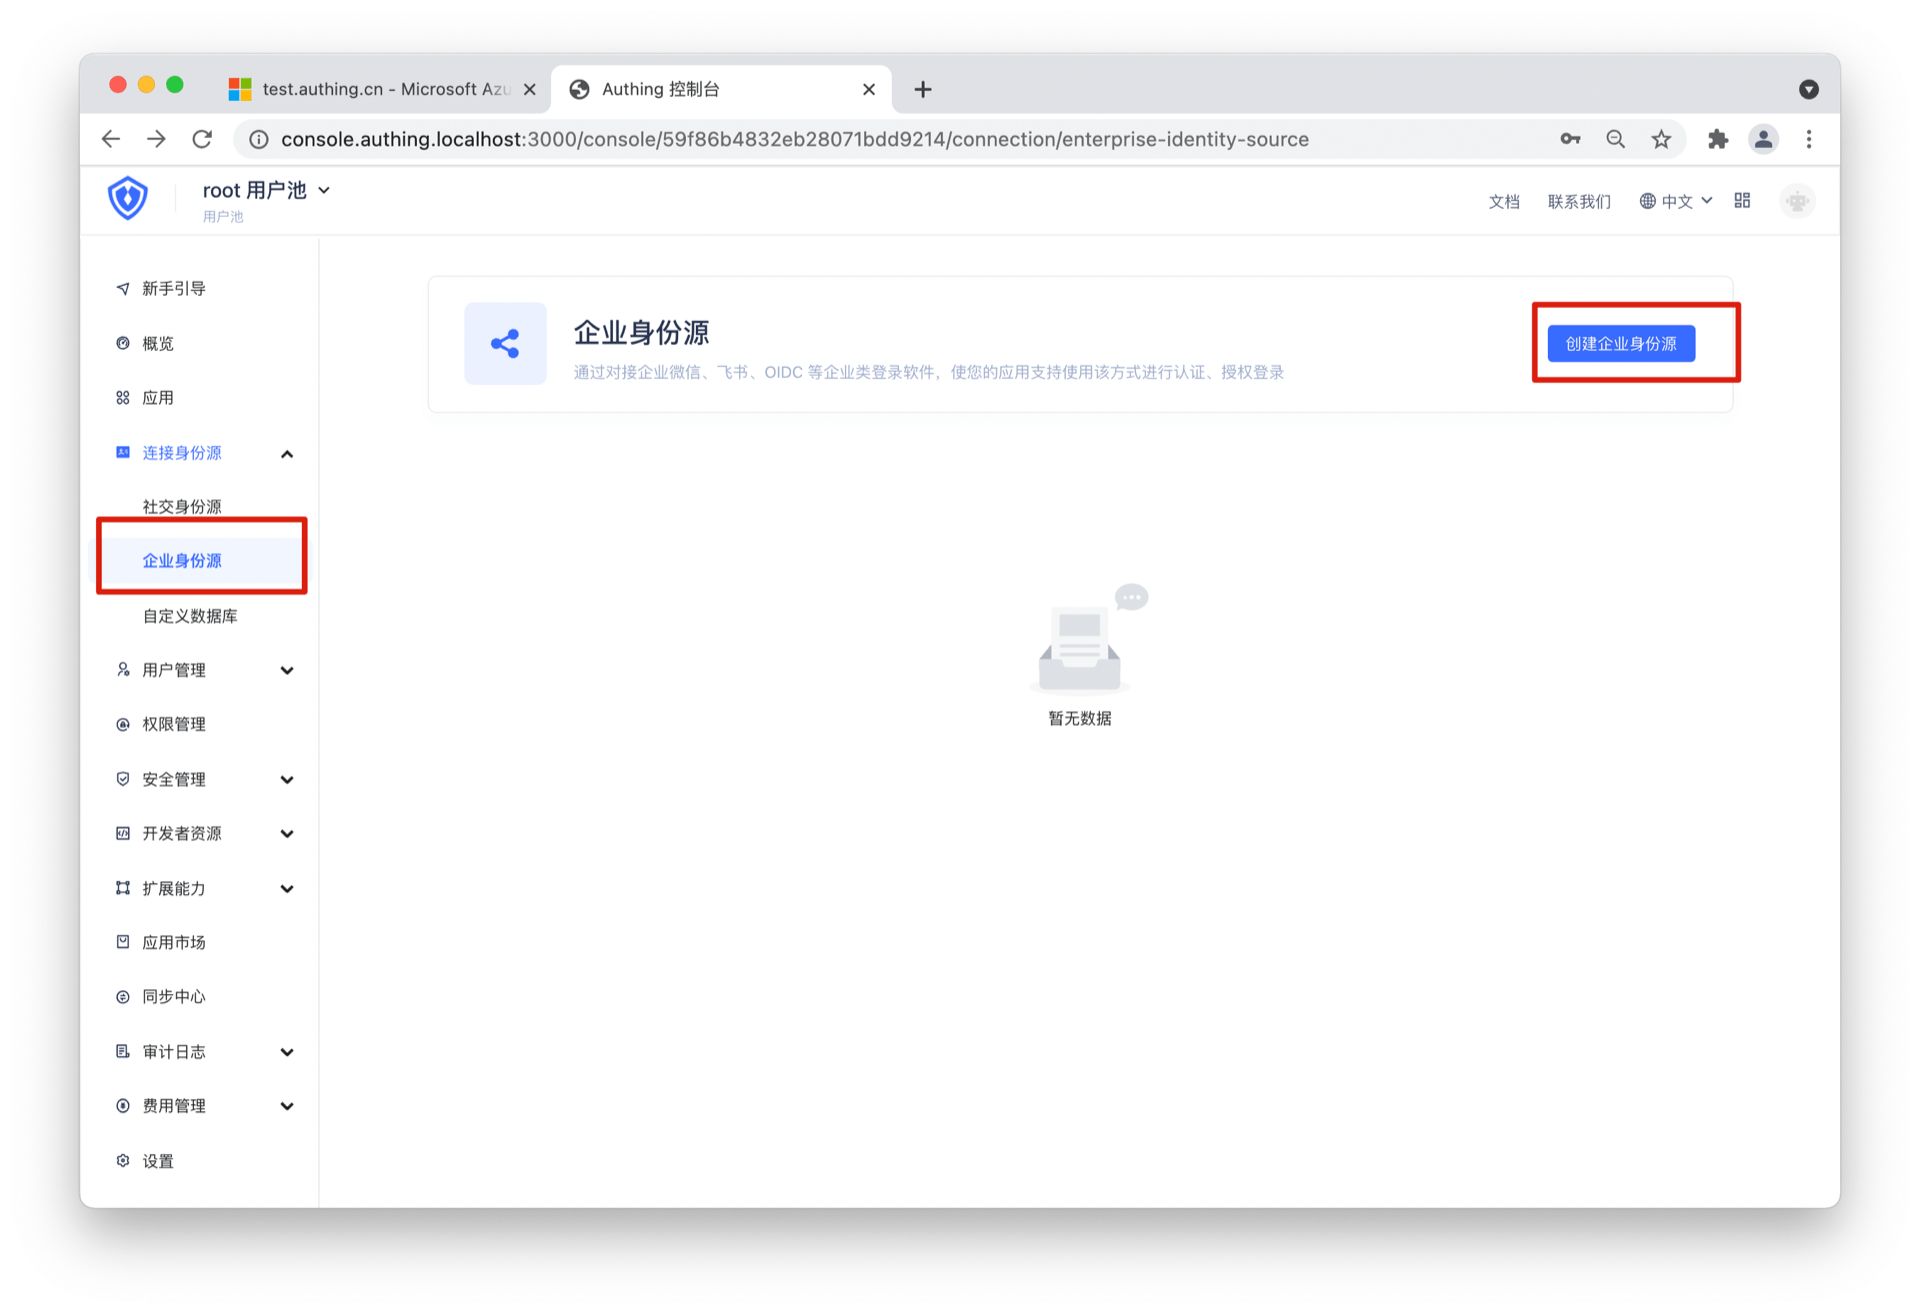 test.authing.cn - Microsoft Azu
Authing 控制台
console.authing.localhost:3000/console/59f86b4832eb28071bdd9214/connection/enterprise-identity-source
root 用户池
用户池
文档
联系我们
中文
新手引导
概览
应用
连接身份源
社交身份源
企业身份源
自定义数据库
用户管理
权限管理
安全管理
开发者资源
扩展能力
应用市场
同步中心
审计日志
费用管理
设置
企业身份源
通过对接企业微信、飞书、OIDC 等企业类登录软件，使您的应用支持使用该方式进行认证、授权登录
创建企业身份源
暂无数据